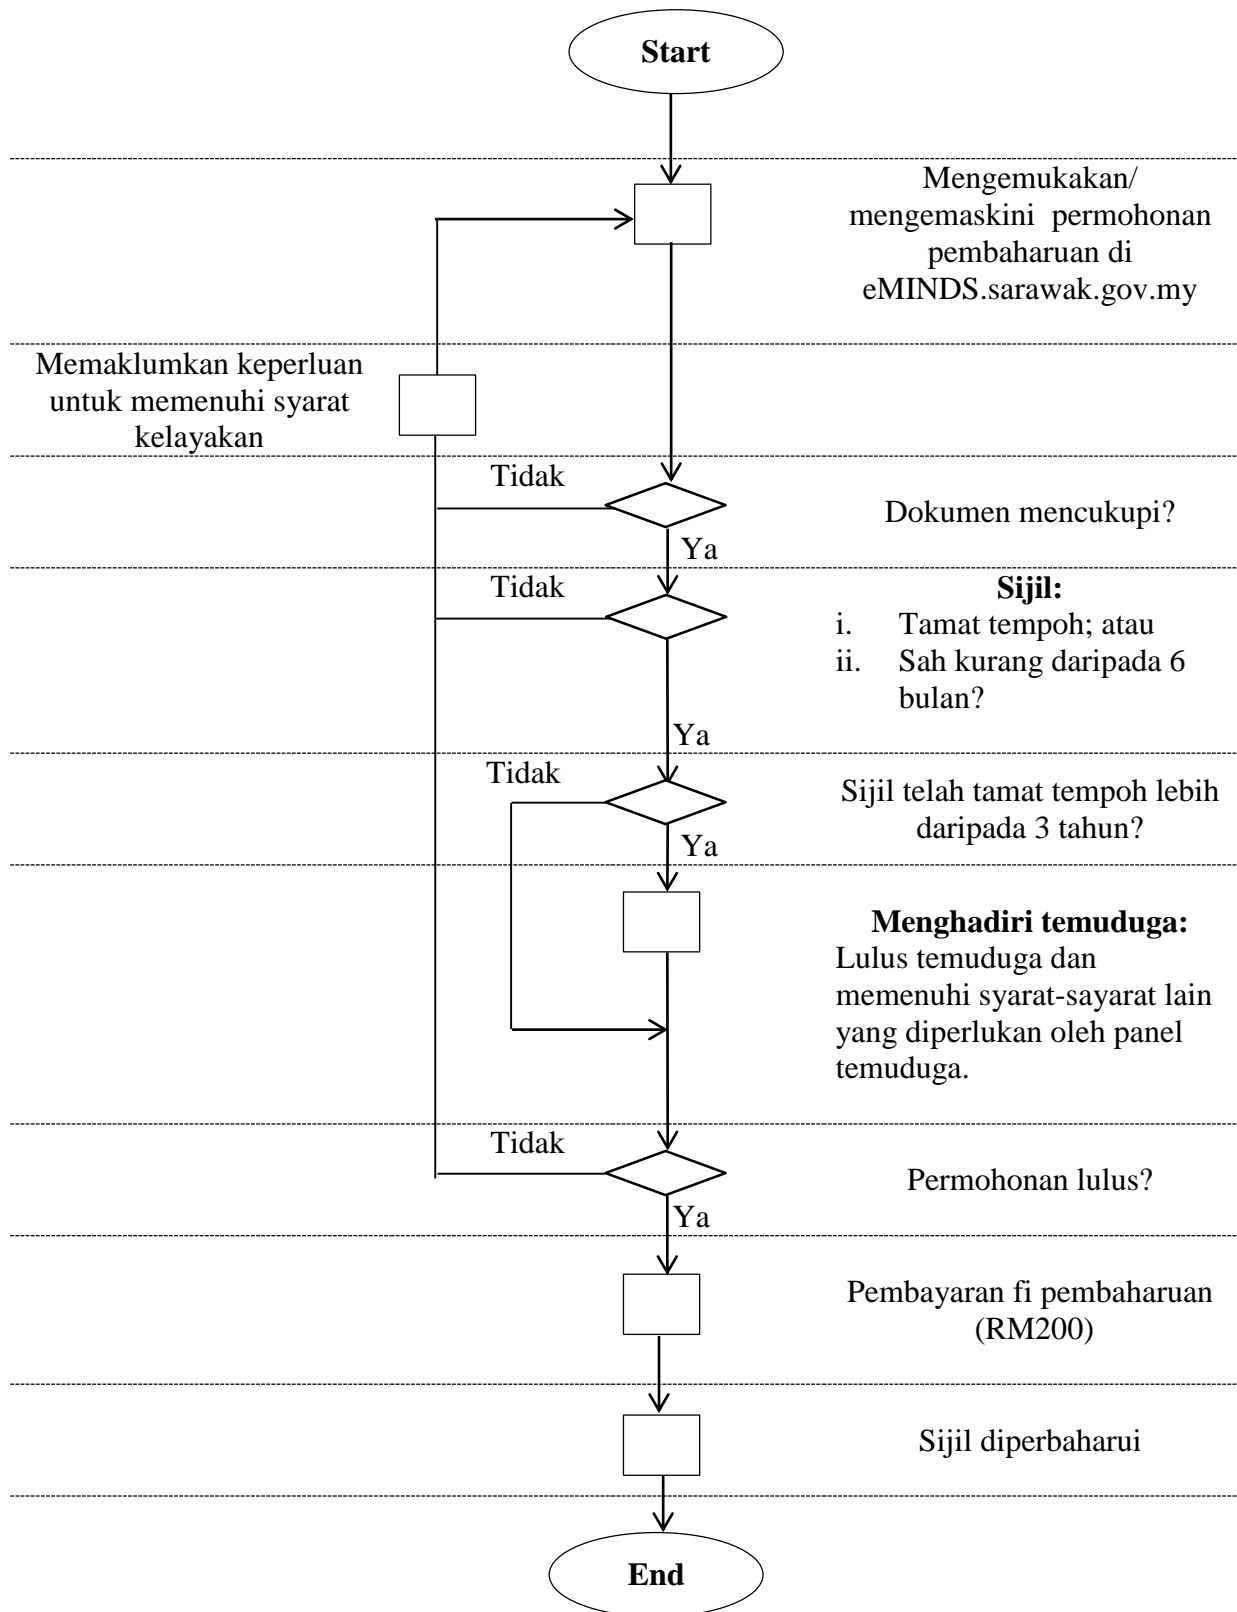 Start
Mengemukakan/
mengemaskini permohonan
pembaharuan di
eMINDS.sarawak.gov.my
Memaklumkan keperluan
untuk memenuhi syarat
kelayakan
Tidak
Dokumen mencukupi?
Ya
Tidak
Sijil:
i. Tamat tempoh; atau
ii. Sah kurang daripada 6
bulan?
Ya
Tidak
Sijil telah tamat tempoh lebih
daripada 3 tahun?
Ya
Menghadiri temuduga:
Lulus temuduga dan
memenuhi syarat-sayarat lain
yang diperlukan oleh panel
temuduga.
Tidak
Permohonan lulus?
Ya
Pembayaran fi pembaharuan
(RM200)
Sijil diperbaharui
End